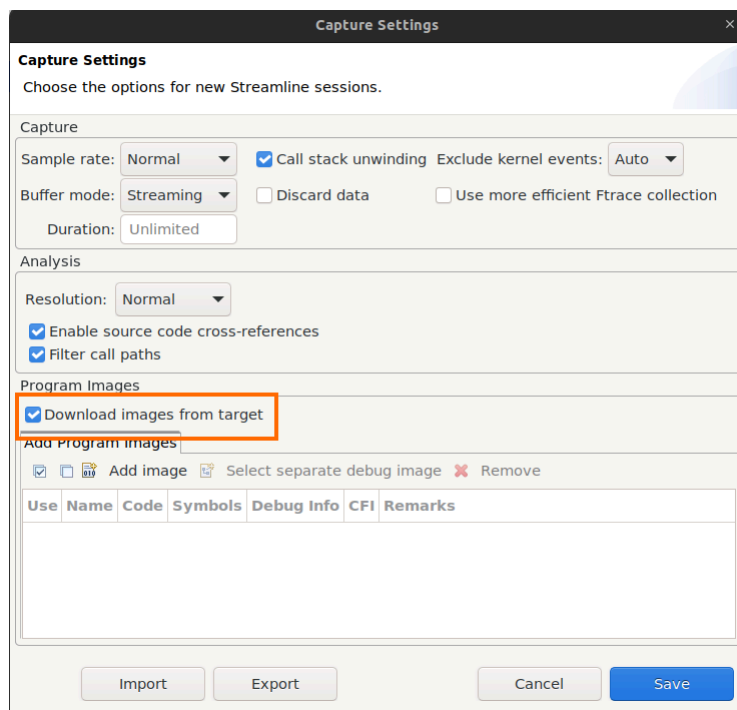 Capture Settings
Capture Settings
Choose the options for new Streamline sessions.
Capture
Sample rate: Normal Call stack unwinding Exclude kernel events: Auto
Buffer mode: Streaming Discard data Use more efficient Ftrace collection
Duration: Unlimited
Analysis
Resolution: Normal
Enable source code cross-references
Filter call paths
Program Images
Download images from target
Add Program Images
Add image Select separate debug image Remove
Use Name Code Symbols Debug Info CFI Remarks
Import Export Cancel Save